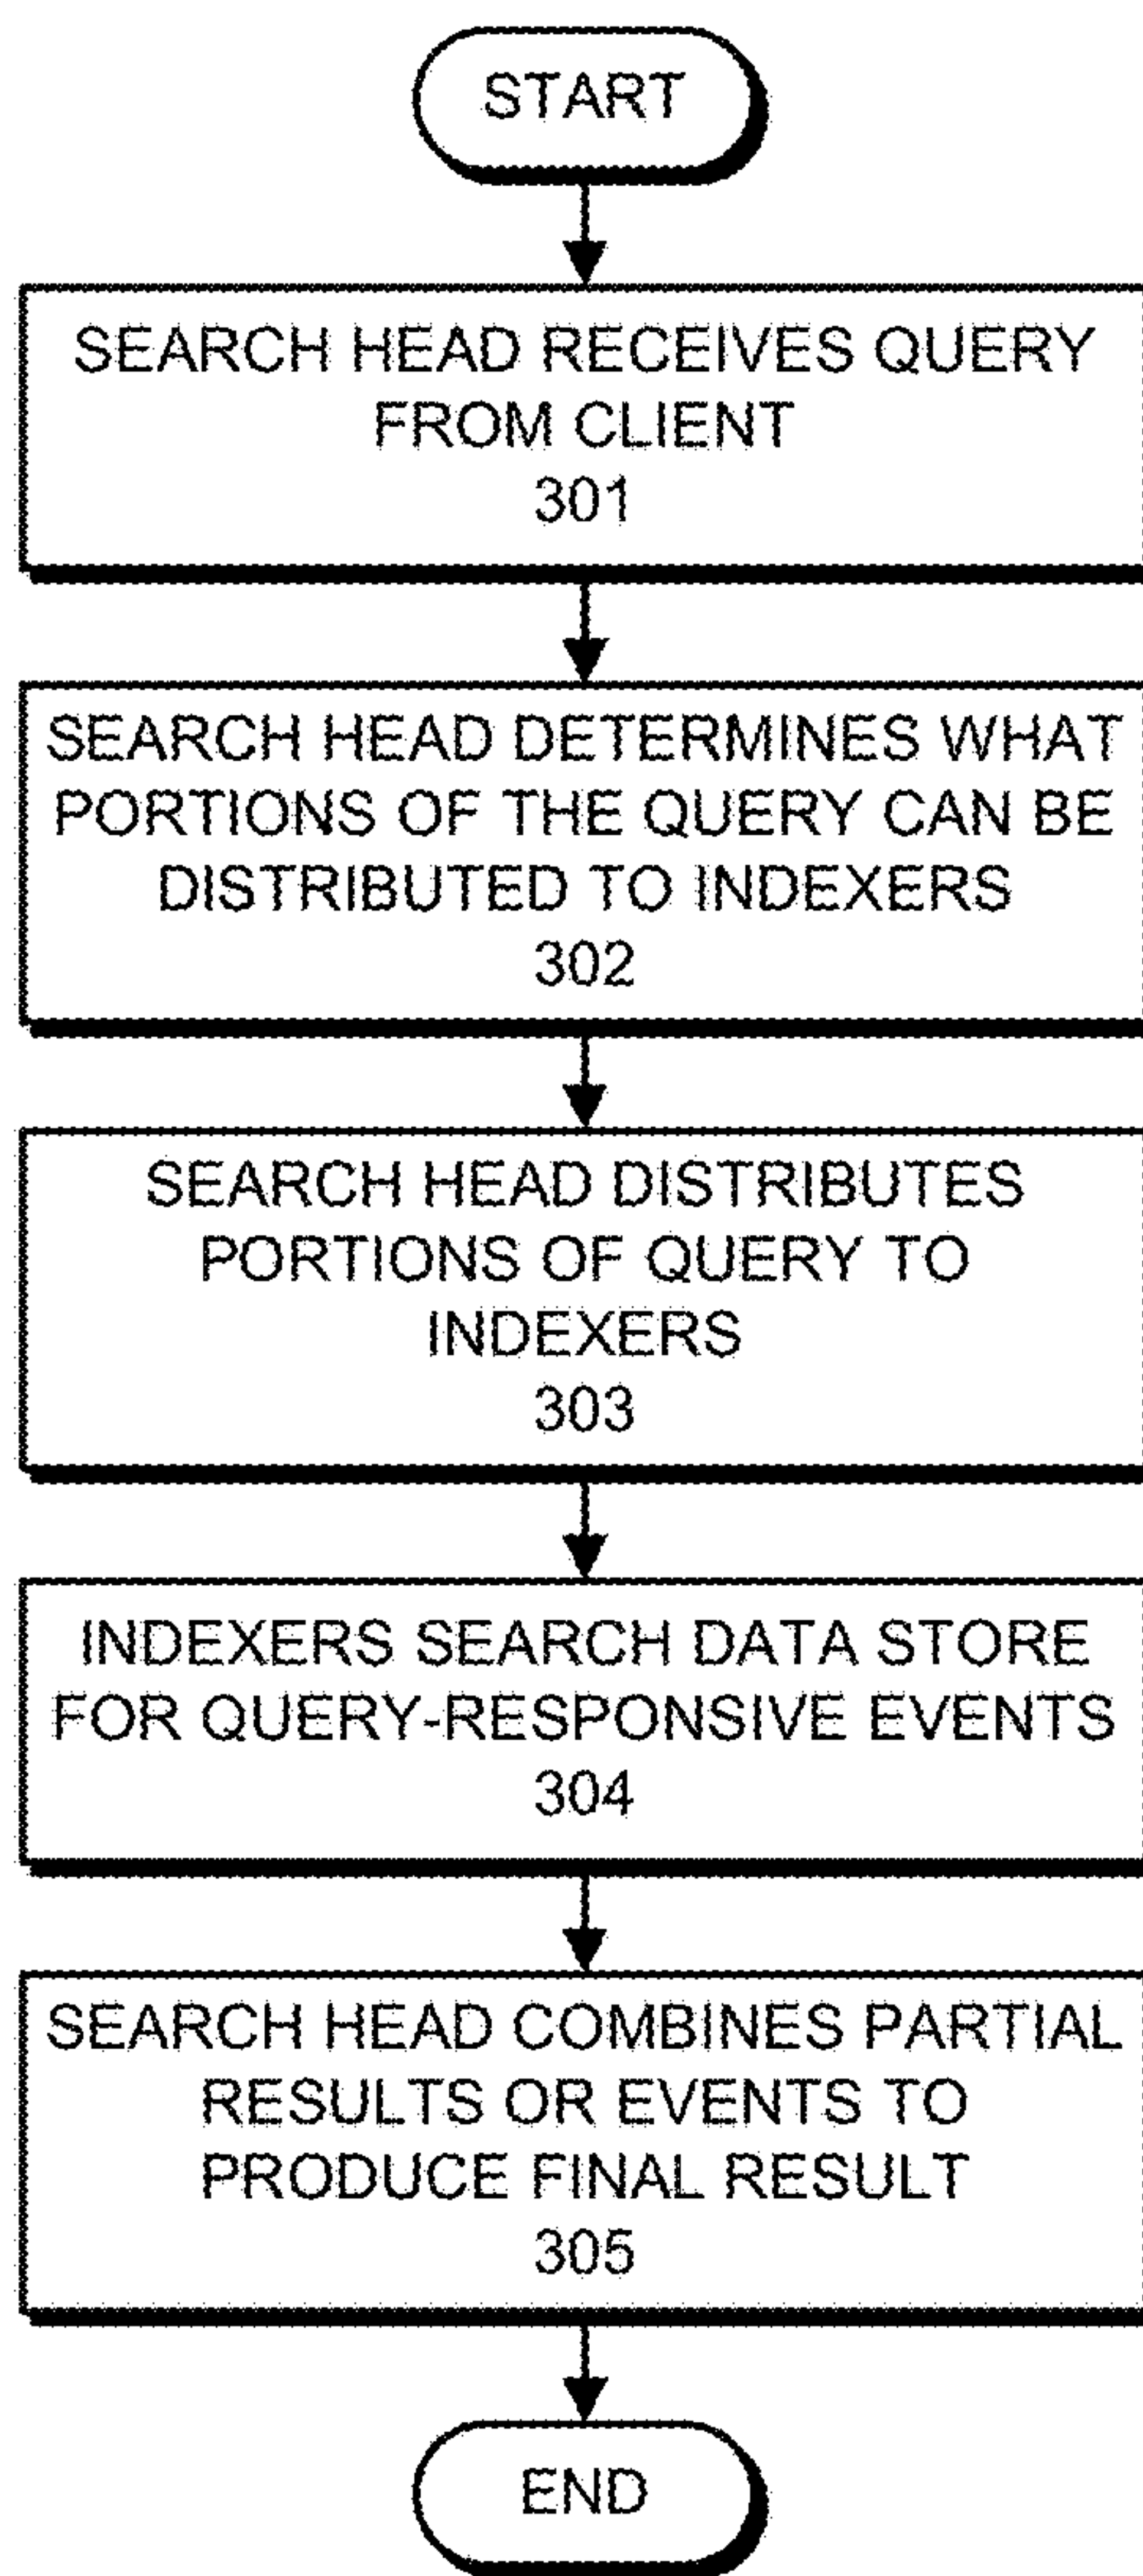 START
SEARCH HEAD RECEIVES QUERY
FROM CLIENT
301
SEARCH HEAD DETERMINES WHAT
PORTIONS OF THE QUERY CAN BE
DISTRIBUTED TO INDEXERS
302
SEARCH HEAD DISTRIBUTES
PORTIONS OF QUERY TO
INDEXERS
303
INDEXERS SEARCH DATA STORE
FOR QUERY-RESPONSIVE EVENTS
304
SEARCH HEAD COMBINES PARTIAL
RESULTS OR EVENTS TO
PRODUCE FINAL RESULT
305
END